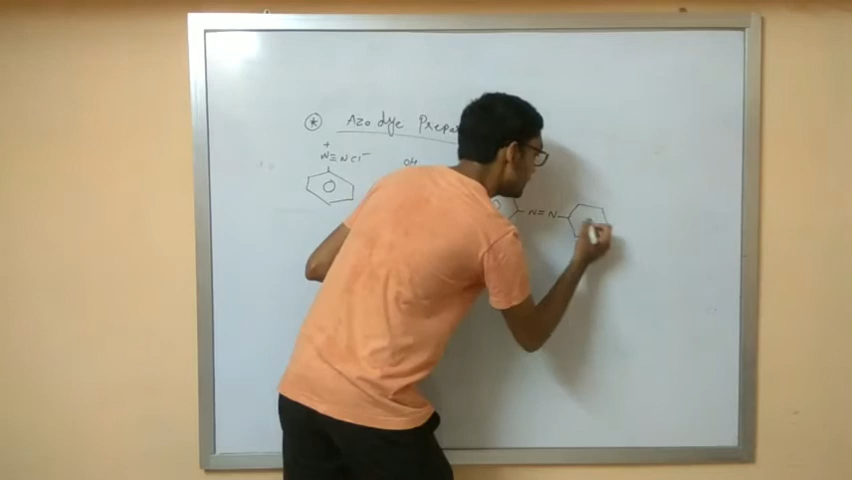 * Azo dye Prepa
+
N≡NCl⁻ OH
N=N